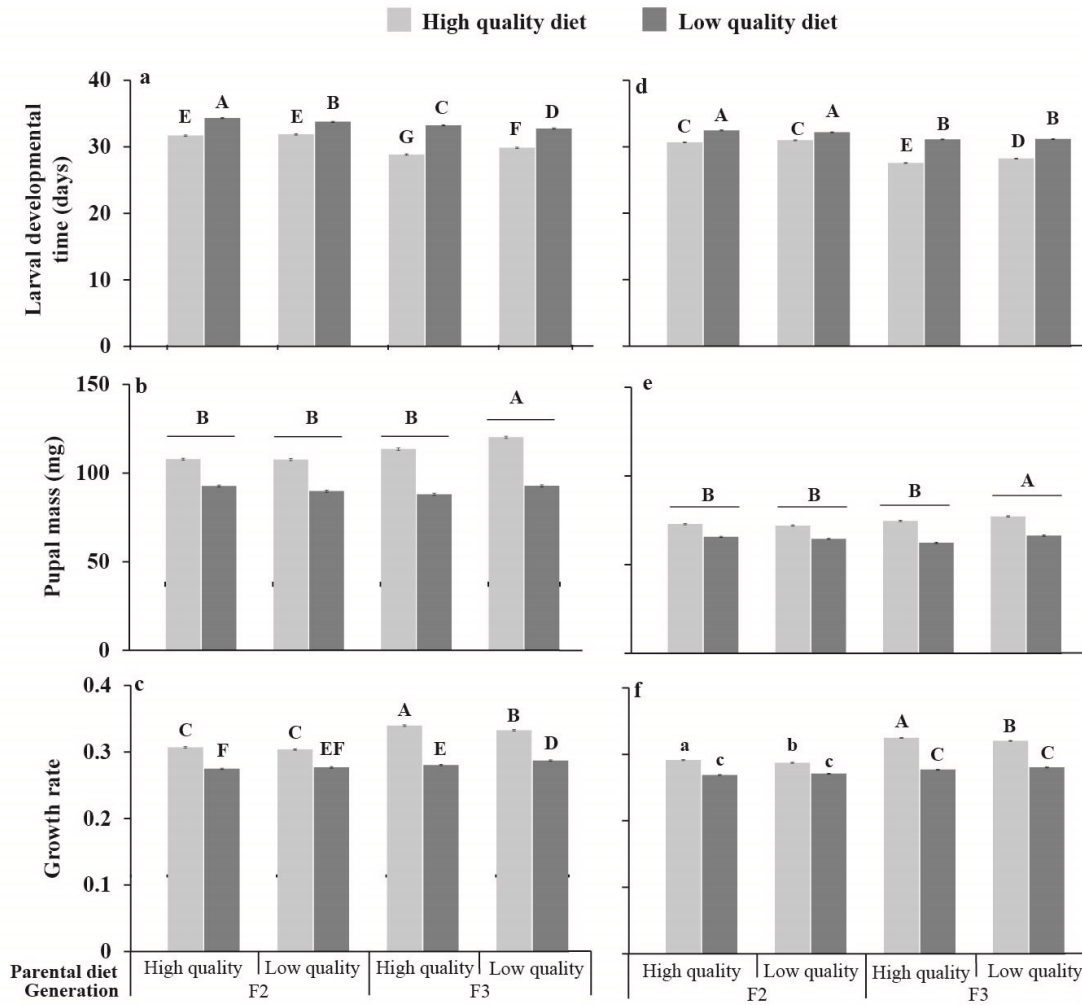 High quality diet Low quality diet
a
Larval developmental
time (days)
40
30
20
10
0
E A E B G C F D
d
C A C A E B D B
b
Pupal mass (mg)
150
100
50
0
B B B A
e
B B B A
c
Growth rate
0.4
0.3
0.2
0.1
0
C F C EF A E B D
f
a c b c A C B C
Parental diet High quality Low quality High quality Low quality High quality Low quality High quality Low quality
Generation F2 F3 F2 F3